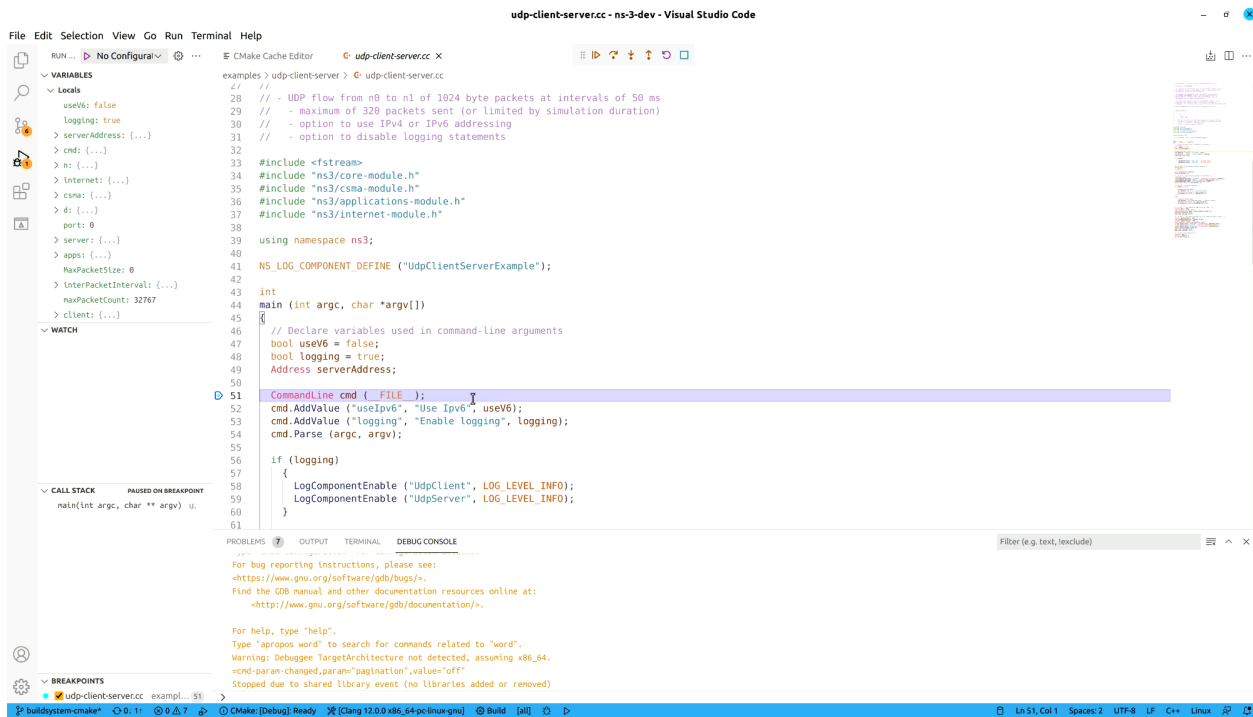 udp-client-server.cc - ns-3-dev - Visual Studio Code
File Edit Selection View Go Run Terminal Help
RUN ... No Configural
CMake Cache Editor
udp-client-server.cc
VARIABLES
Locals
useV6: false
logging: true
serverAddress: {...}
cmd: {...}
n: {...}
internet: {...}
csma: {...}
d: {...}
port: 0
server: {...}
apps: {...}
MaxPacketSize: 0
interPacketInterval: {...}
maxPacketCount: 32767
client: {...}
WATCH
CALL STACK PAUSED ON BREAKPOINT
main(int argc, char ** argv) u.
BREAKPOINTS
udp-client-server.cc exampl... 51
6
1
examples > udp-client-server > udp-client-server.cc
27 //
28 // - UDP flow from n0 to n1 of 1024 byte packets at intervals of 50 ms
29 //   - maximum of 320 packets sent (or limited by simulation duration)
30 //   - option to use IPv4 or IPv6 addressing
31 //   - option to disable logging statements
32
33 #include <fstream>
34 #include "ns3/core-module.h"
35 #include "ns3/csma-module.h"
36 #include "ns3/applications-module.h"
37 #include "ns3/internet-module.h"
38
39 using namespace ns3;
40
41 NS_LOG_COMPONENT_DEFINE ("UdpClientServerExample");
42
43 int
44 main (int argc, char *argv[])
45 {
46   // Declare variables used in command-line arguments
47   bool useV6 = false;
48   bool logging = true;
49   Address serverAddress;
50
51   CommandLine cmd (__FILE__);
52   cmd.AddValue ("useIpv6", "Use Ipv6", useV6);
53   cmd.AddValue ("logging", "Enable logging", logging);
54   cmd.Parse (argc, argv);
55
56   if (logging)
57     {
58       LogComponentEnable ("UdpClient", LOG_LEVEL_INFO);
59       LogComponentEnable ("UdpServer", LOG_LEVEL_INFO);
60     }
61
PROBLEMS 7 OUTPUT TERMINAL DEBUG CONSOLE
Filter (e.g. text, !exclude)
For bug reporting instructions, please see:
<https://www.gnu.org/software/gdb/bugs/>.
Find the GDB manual and other documentation resources online at:
    <http://www.gnu.org/software/gdb/documentation/>.
For help, type "help".
Type "apropos word" to search for commands related to "word".
Warning: Debuggee TargetArchitecture not detected, assuming x86_64.
=cmd-param-changed,param="pagination",value="off"
Stopped due to shared library event (no libraries added or removed)
>
buildsystem-cmake* 0↓ 1↑ 0 7 CMake: [Debug]: Ready [Clang 12.0.0 x86_64-pc-linux-gnu] Build [all] Ln 51, Col 1 Spaces: 2 UTF-8 LF C++ Linux